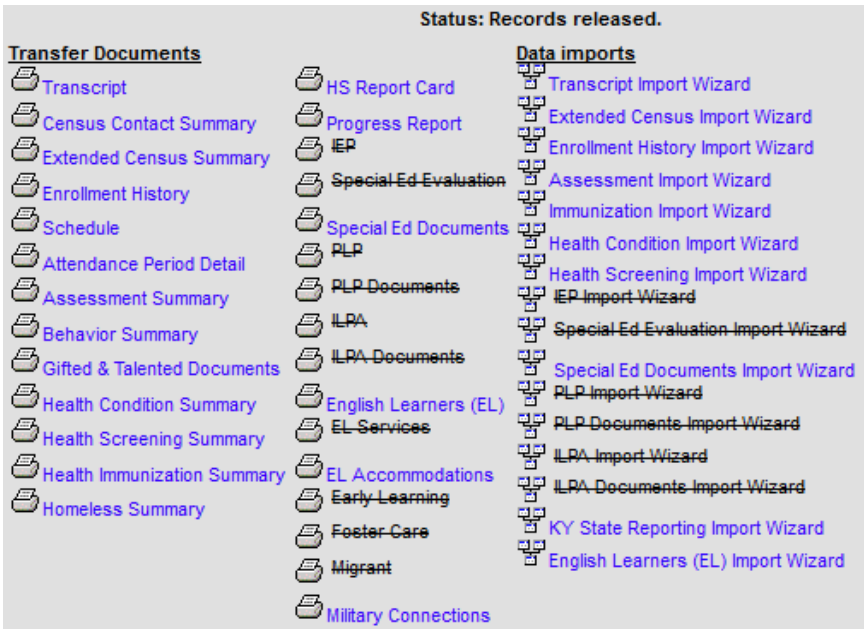 Status: Records released.
Transfer Documents
Transcript
Census Contact Summary
Extended Census Summary
Enrollment History
Schedule
Attendance Period Detail
Assessment Summary
Behavior Summary
Gifted & Talented Documents
Health Condition Summary
Health Screening Summary
Health Immunization Summary
Homeless Summary
HS Report Card
Progress Report
IEP
Special Ed Evaluation
Special Ed Documents
PLP
PLP Documents
ILPA
ILPA Documents
English Learners (EL)
EL Services
EL Accommodations
Early Learning
Foster Care
Migrant
Military Connections
Data imports
Transcript Import Wizard
Extended Census Import Wizard
Enrollment History Import Wizard
Assessment Import Wizard
Immunization Import Wizard
Health Condition Import Wizard
Health Screening Import Wizard
IEP Import Wizard
Special Ed Evaluation Import Wizard
Special Ed Documents Import Wizard
PLP Import Wizard
PLP Documents Import Wizard
ILPA Import Wizard
ILPA Documents Import Wizard
KY State Reporting Import Wizard
English Learners (EL) Import Wizard